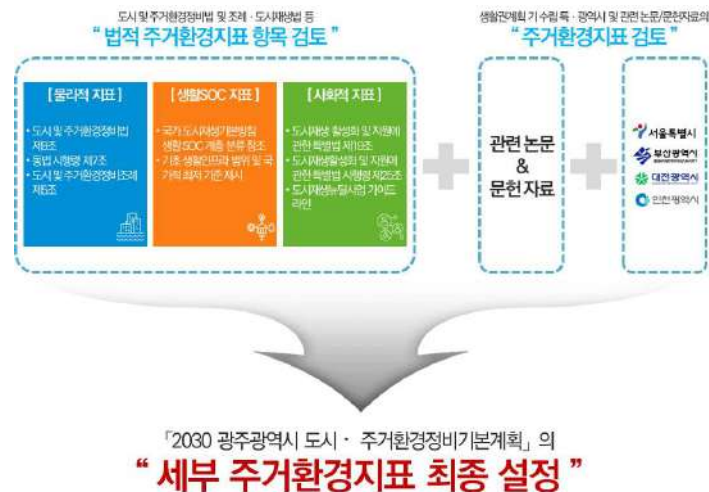 도시 및 주거환경정비법 및 조례 · 도시재생법 등
“ 법적 주거환경지표 항목 검토 ”
생활권계획 기 수립 특 · 광역시 및 관련 논문/문헌자료의
“ 주거환경지표 검토 ”
[ 물리적 지표 ]
• 도시 및 주거환경정비법
• 동법 시행령 제7조
• 도시 및 주거환경정비조례
[ 생활SOC 지표 ]
• 국가 도시재생기본방침
생활 SOC 계층 분류 참조
• 기초 생활인프라 범위 및 국
가적 최저 기준 제시
[ 사회적 지표 ]
• 도시재생 활성화 및 지원에
관한 특별법 제19조
• 도시재생활성화 및 지원에
관한 특별법 시행령 제25조
• 도시재생뉴딜사업 가이드
라인
관련 논문
&
문헌 자료
서울특별시
부산광역시
대전광역시
인천광역시
「2030 광주광역시 도시 · 주거환경정비기본계획」의
“ 세부 주거환경지표 최종 설정 ”